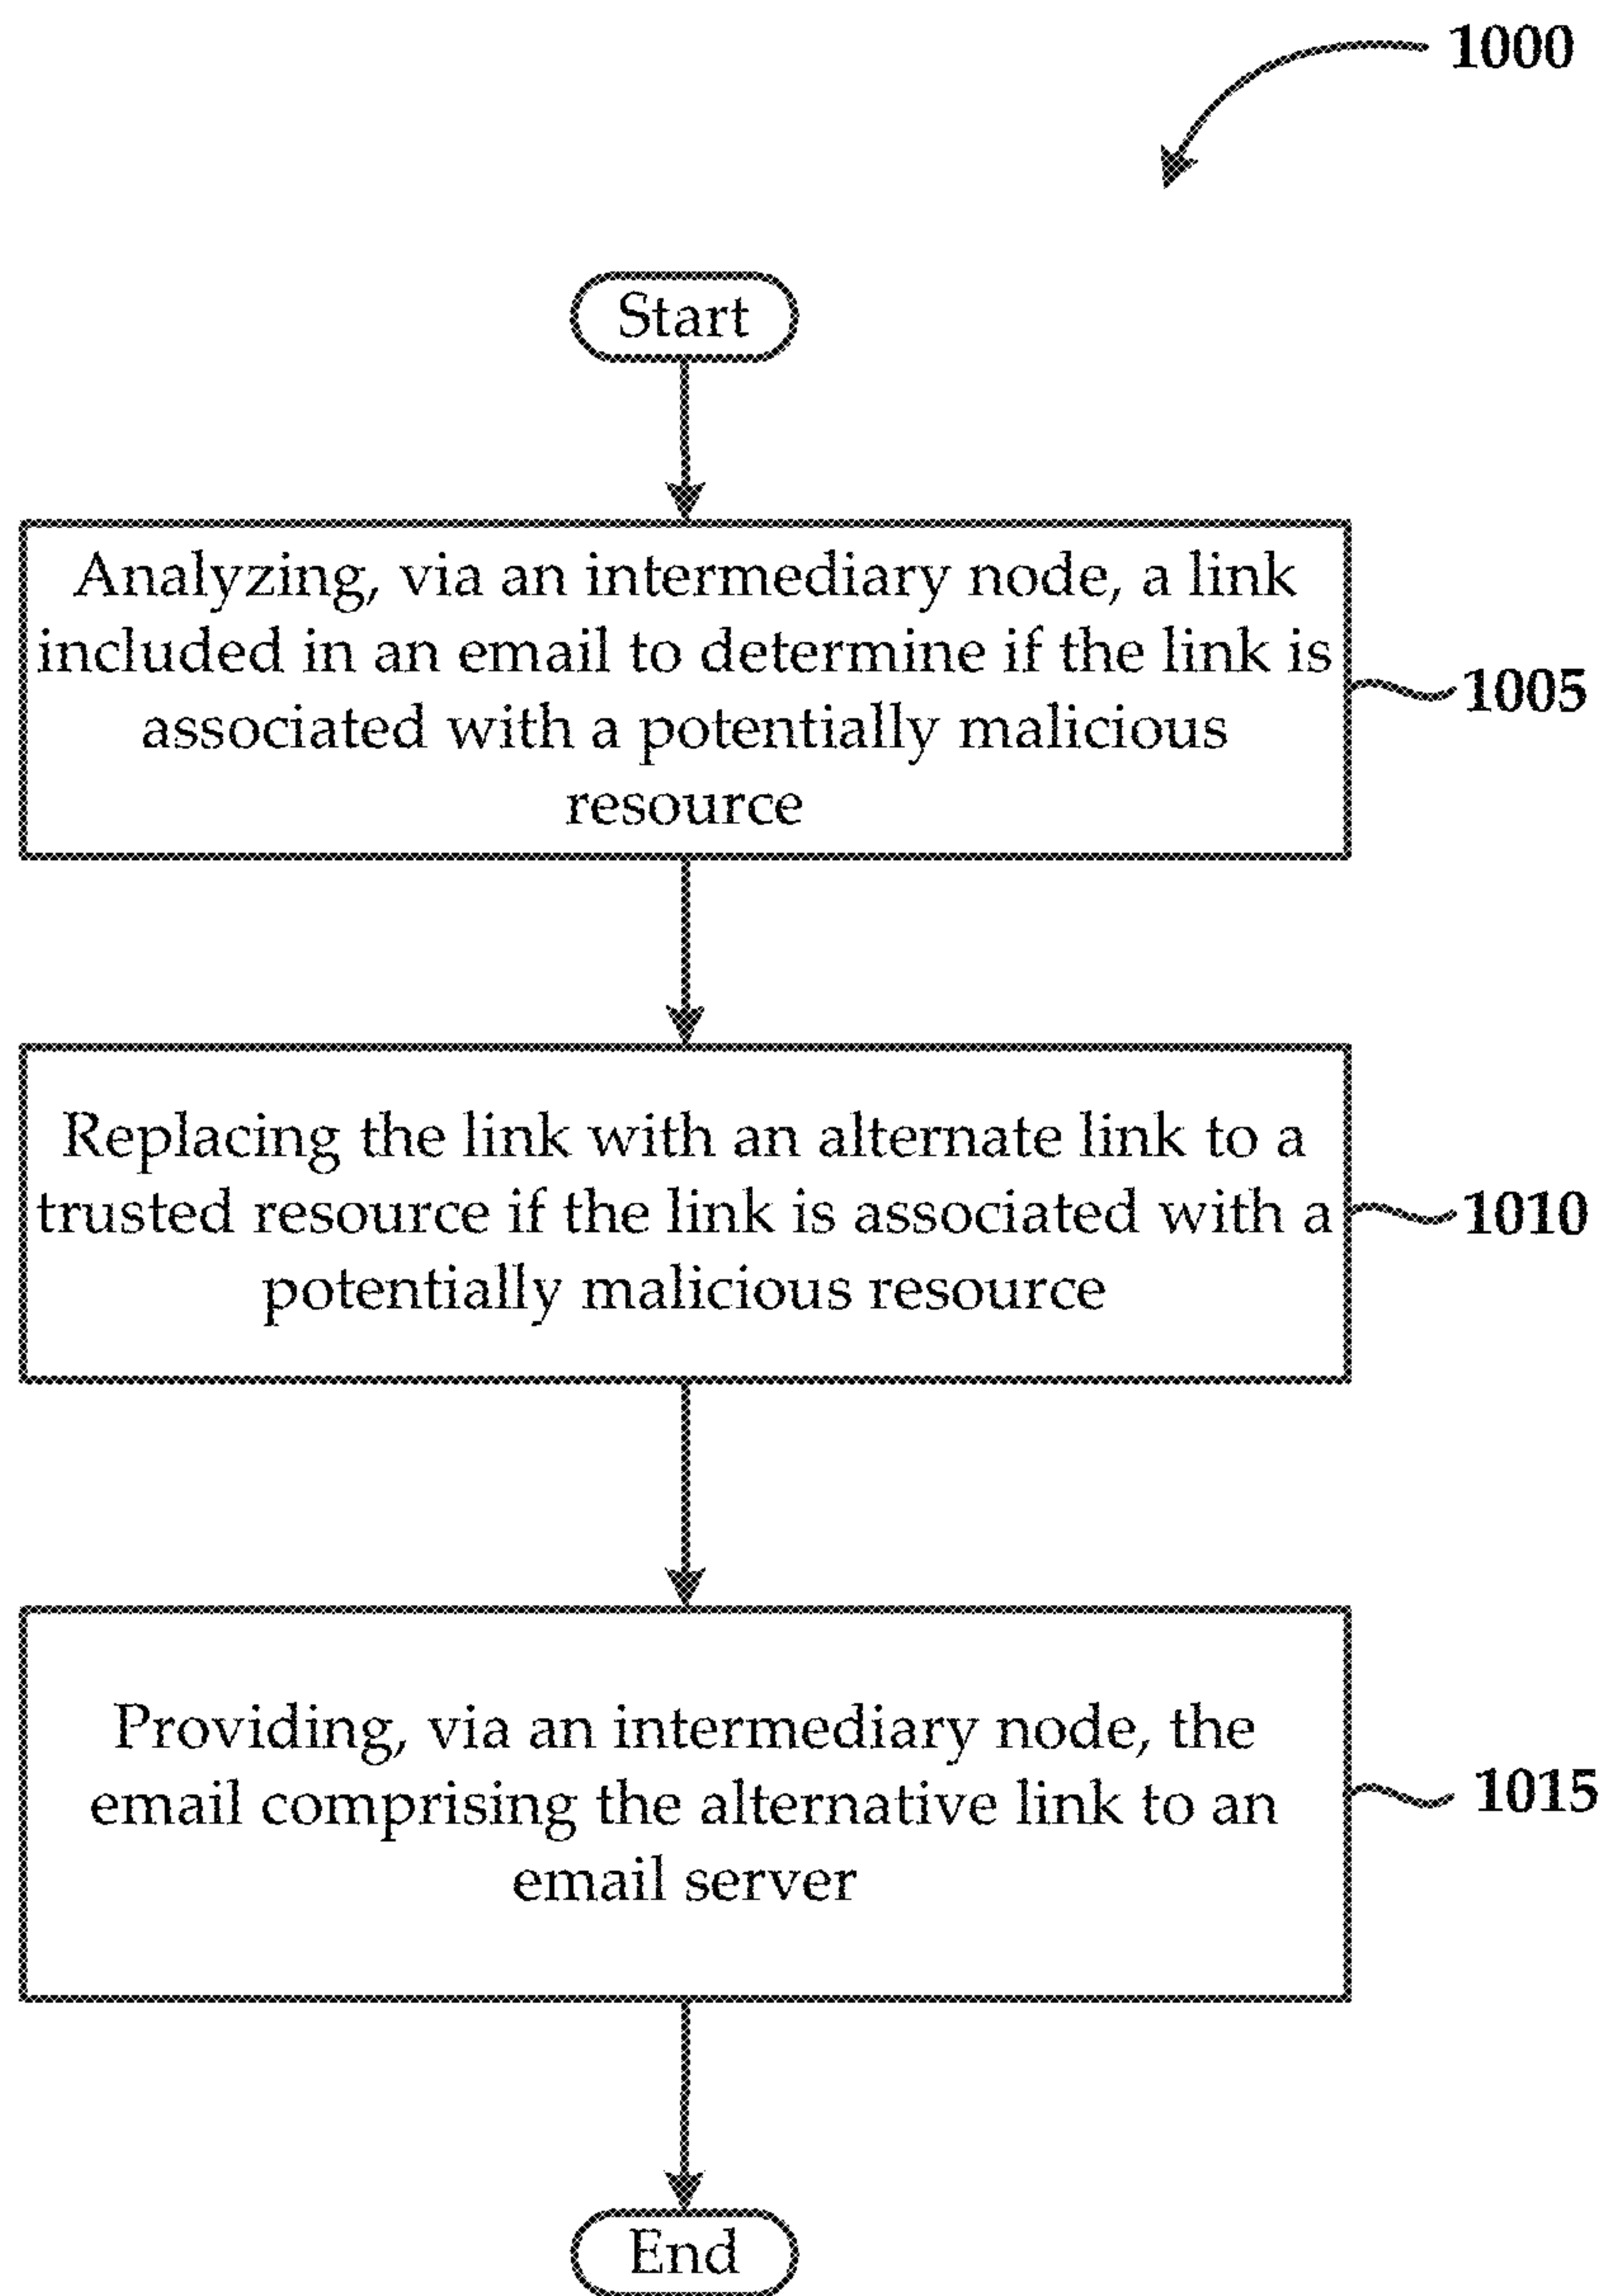 1000
Start
Analyzing, via an intermediary node, a link
included in an email to determine if the link is
associated with a potentially malicious
resource
1005
Replacing the link with an alternate link to a
trusted resource if the link is associated with a
potentially malicious resource
1010
Providing, via an intermediary node, the
email comprising the alternative link to an
email server
1015
End